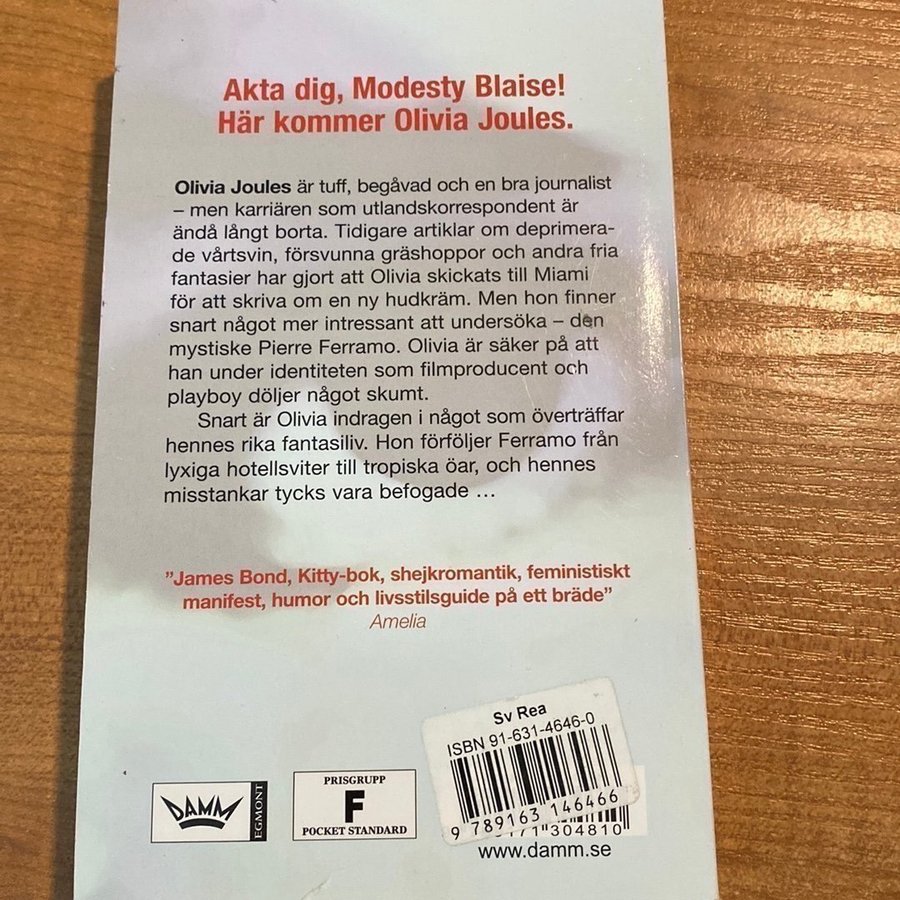 Akta dig, Modesty Blaise!
Här kommer Olivia Joules.
Olivia Joules är tuff, begåvad och en bra journalist
– men karriären som utlandskorrespondent är
ändå långt borta. Tidigare artiklar om deprimera-
de vårtsvin, försvunna gräshoppor och andra fria
fantasier har gjort att Olivia skickats till Miami
för att skriva om en ny hudkräm. Men hon finner
snart något mer intressant att undersöka – den
mystiske Pierre Ferramo. Olivia är säker på att
han under identiteten som filmproducent och
playboy döljer något skumt.
Snart är Olivia indragen i något som överträffar
hennes rika fantasiliv. Hon förföljer Ferramo från
lyxiga hotellsviter till tropiska öar, och hennes
misstankar tycks vara befogade …
”James Bond, Kitty-bok, shejkromantik, feministiskt
manifest, humor och livsstilsguide på ett bräde”
Amelia
Sv Rea
ISBN 91-631-4646-0
9 789163 146466
171 304810
www.damm.se
DAMM
EGMONT
PRISGRUPP
F
POCKET STANDARD